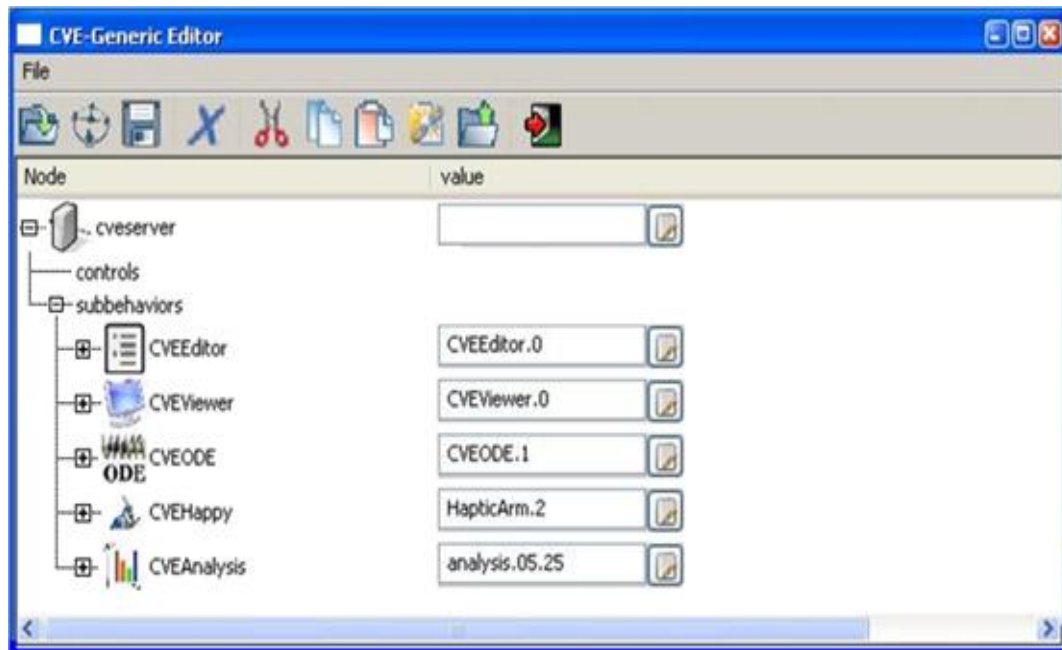 CVE-Generic Editor
File
Node value
cveserver
controls
subbehaviors
CVEEditor CVEEditor.0
CVEViewer CVEViewer.0
ODE CVEODE CVEODE.1
CVEHappy HapticArm.2
CVEAnalysis analysis.05.25